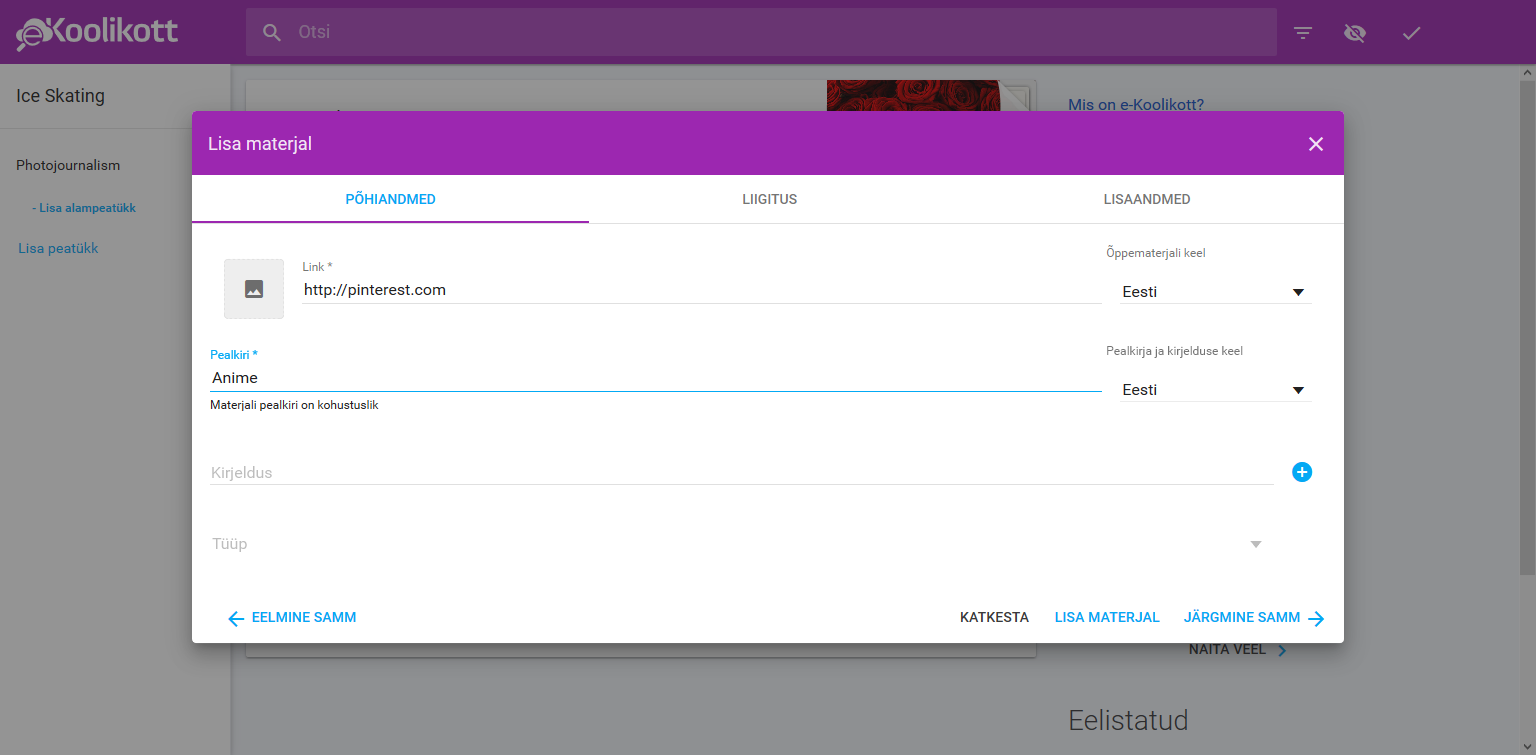 e-Koolikott
Otsi
Ice Skating
Photojournalism
- Lisa alampeatükk
Lisa peatükk
Mis on e-Koolikott?
Lisa materjal
PÕHIANDMED
LIIGITUS
LISAANDMED
Link *
http://pinterest.com
Õppematerjali keel
Eesti
Pealkiri *
Anime
Materjali pealkiri on kohustuslik
Pealkirja ja kirjelduse keel
Eesti
Kirjeldus
Tüüp
EELMINE SAMM
KATKESTA
LISA MATERJAL
JÄRGMINE SAMM
NÄITA VEEL
Eelistatud